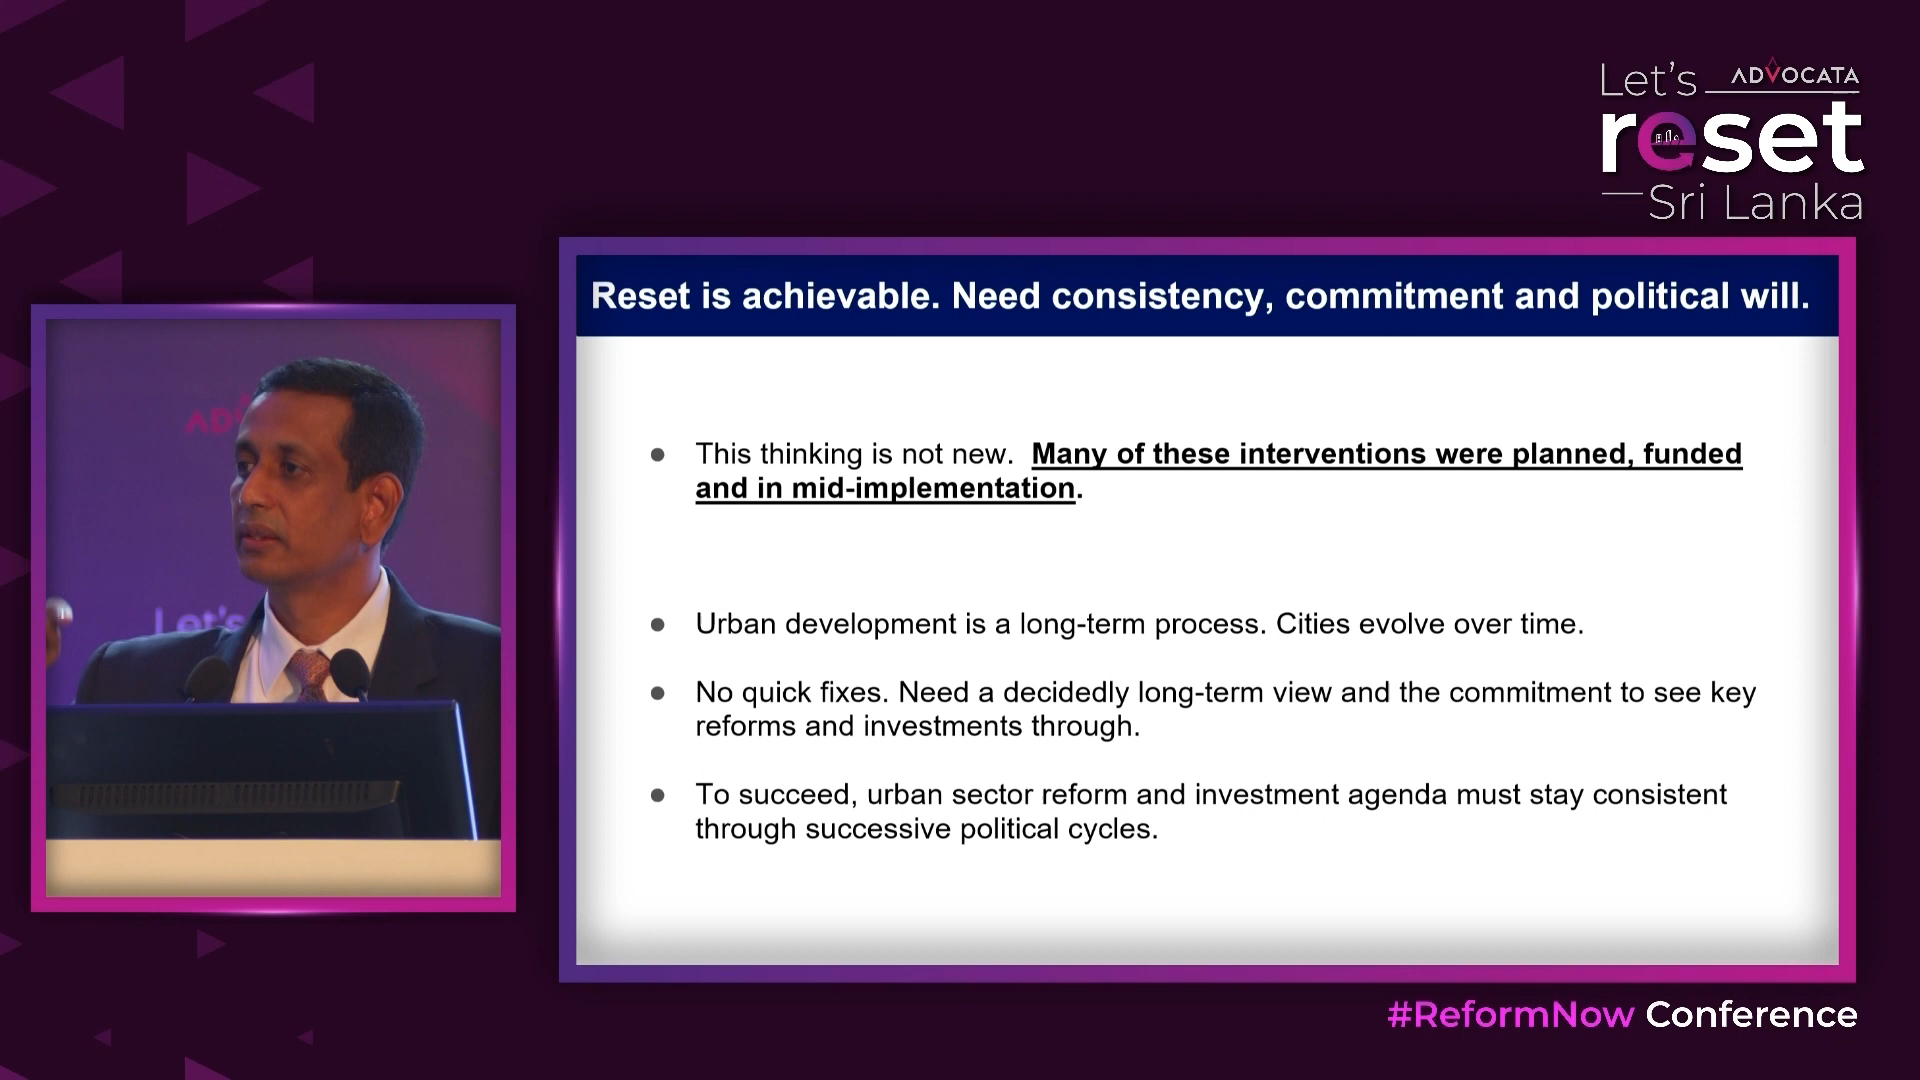 Let's ADVOCATA
reset
Sri Lanka
Reset is achievable. Need consistency, commitment and political will.
● This thinking is not new.  Many of these interventions were planned, funded
and in mid-implementation.
● Urban development is a long-term process. Cities evolve over time.
● No quick fixes. Need a decidedly long-term view and the commitment to see key
reforms and investments through.
● To succeed, urban sector reform and investment agenda must stay consistent
through successive political cycles.
AD
Let's
#ReformNow Conference